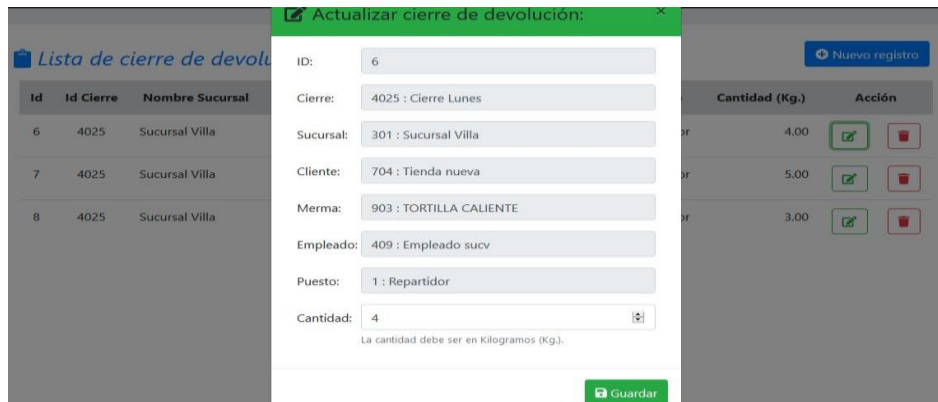 Actualizar cierre de devolución: ×
Lista de cierre de devolu
Nuevo registro
Id Id Cierre Nombre Sucursal Cantidad (Kg.) Acción
6 4025 Sucursal Villa or 4.00
7 4025 Sucursal Villa or 5.00
8 4025 Sucursal Villa or 3.00
ID: 6
Cierre: 4025 : Cierre Lunes
Sucursal: 301 : Sucursal Villa
Cliente: 704 : Tienda nueva
Merma: 903 : TORTILLA CALIENTE
Empleado: 409 : Empleado sucv
Puesto: 1 : Repartidor
Cantidad: 4
La cantidad debe ser en Kilogramos (Kg.).
Guardar